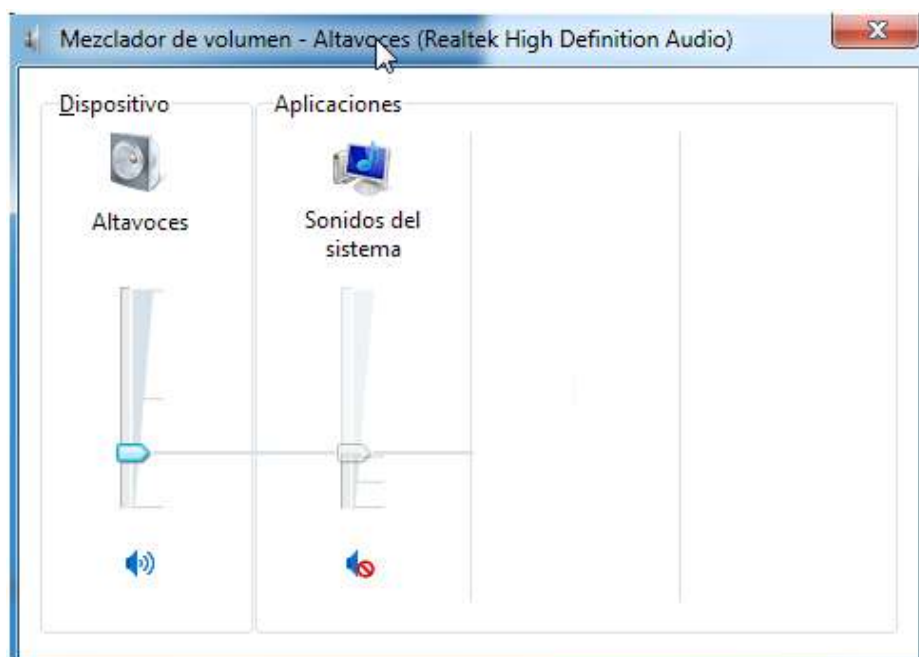 Mezclador de volumen - Altavoces (Realtek High Definition Audio)
Dispositivo
Aplicaciones
Altavoces
Sonidos del
sistema